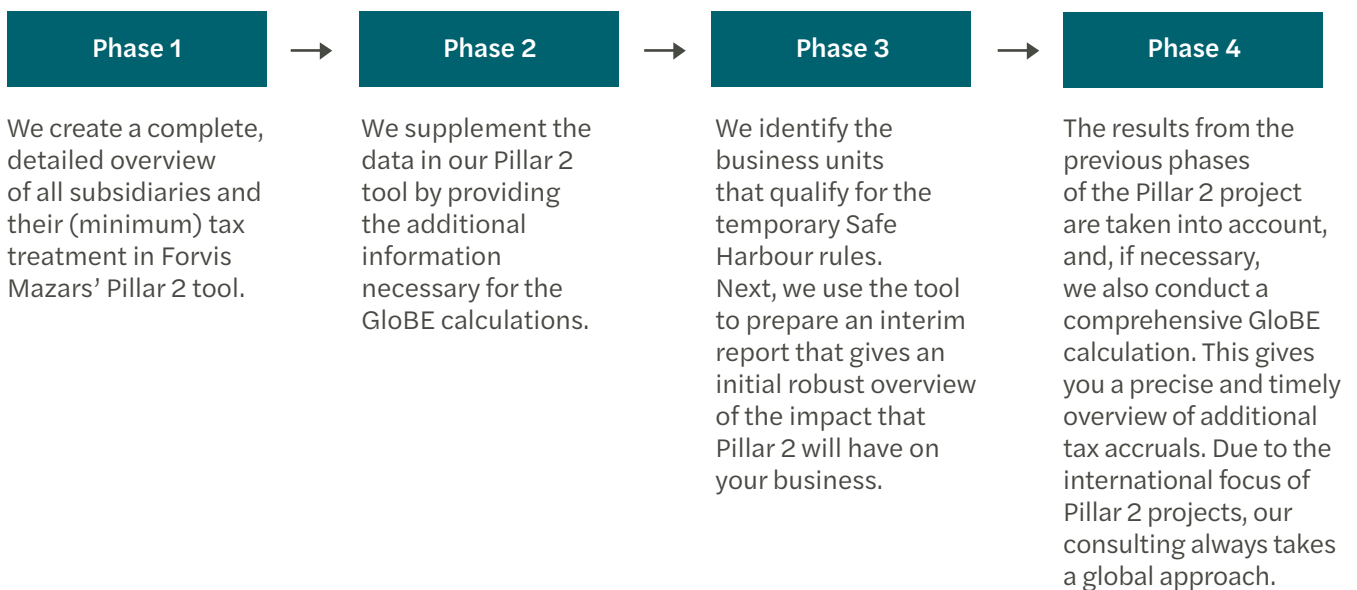 Phase 1
We create a complete,
detailed overview
of all subsidiaries and
their (minimum) tax
treatment in Forvis
Mazars’ Pillar 2 tool.
Phase 2
We supplement the
data in our Pillar 2
tool by providing
the additional
information
necessary for the
GloBE calculations.
Phase 3
We identify the
business units
that qualify for the
temporary Safe
Harbour rules.
Next, we use the tool
to prepare an interim
report that gives an
initial robust overview
of the impact that
Pillar 2 will have on
your business.
Phase 4
The results from the
previous phases
of the Pillar 2 project
are taken into account,
and, if necessary,
we also conduct a
comprehensive GloBE
calculation. This gives
you a precise and timely
overview of additional
tax accruals. Due to the
international focus of
Pillar 2 projects, our
consulting always takes
a global approach.